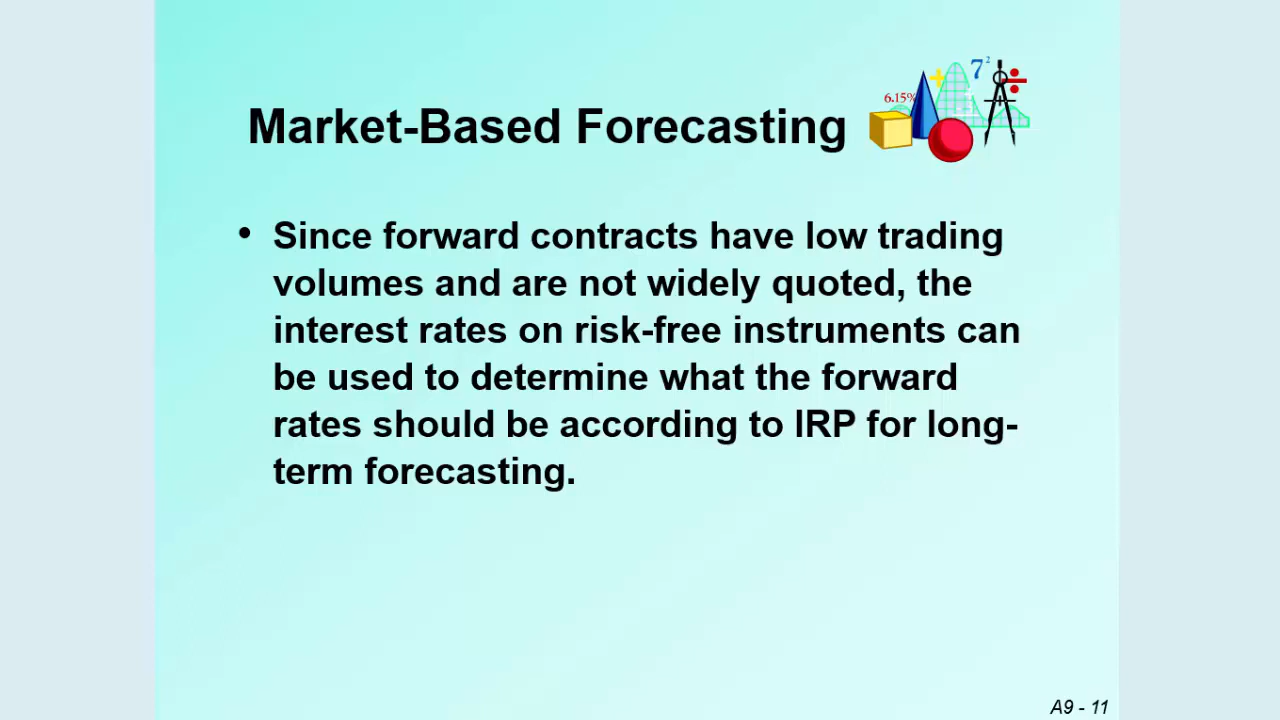 7²
6.15%
Market-Based Forecasting
• Since forward contracts have low trading
volumes and are not widely quoted, the
interest rates on risk-free instruments can
be used to determine what the forward
rates should be according to IRP for long-
term forecasting.
A9 - 11